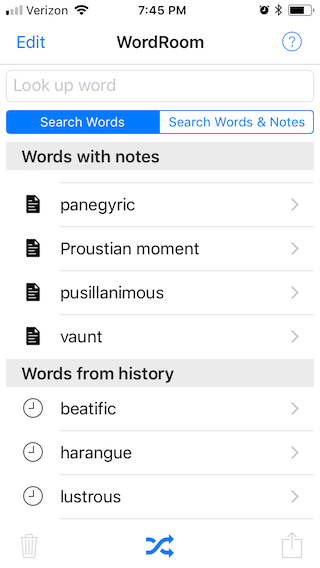 Verizon 7:45 PM
Edit WordRoom ?
Look up word
Search Words Search Words & Notes
Words with notes
panegyric
Proustian moment
pusillanimous
vaunt
Words from history
beatific
harangue
lustrous